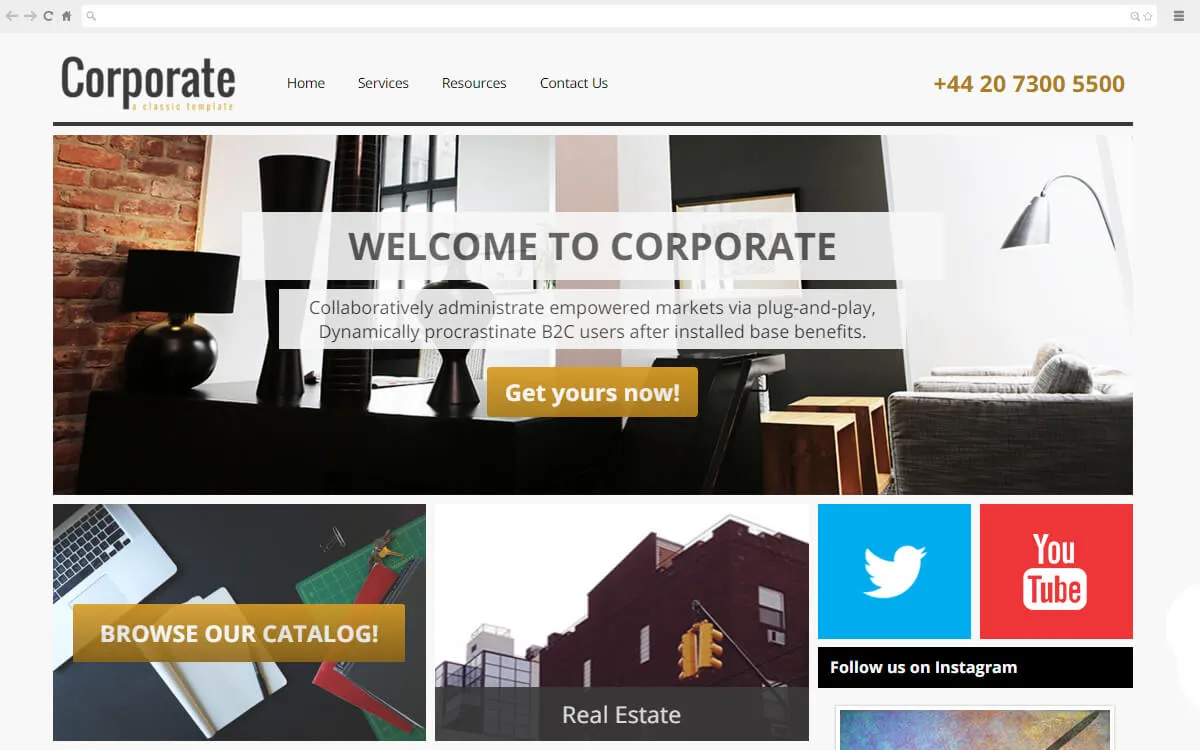 Corporate
a classic template
Home
Services
Resources
Contact Us
+44 20 7300 5500
WELCOME TO CORPORATE
Collaboratively administrate empowered markets via plug-and-play,
Dynamically procrastinate B2C users after installed base benefits.
Get yours now!
BROWSE OUR CATALOG!
Real Estate
You
Tube
Follow us on Instagram